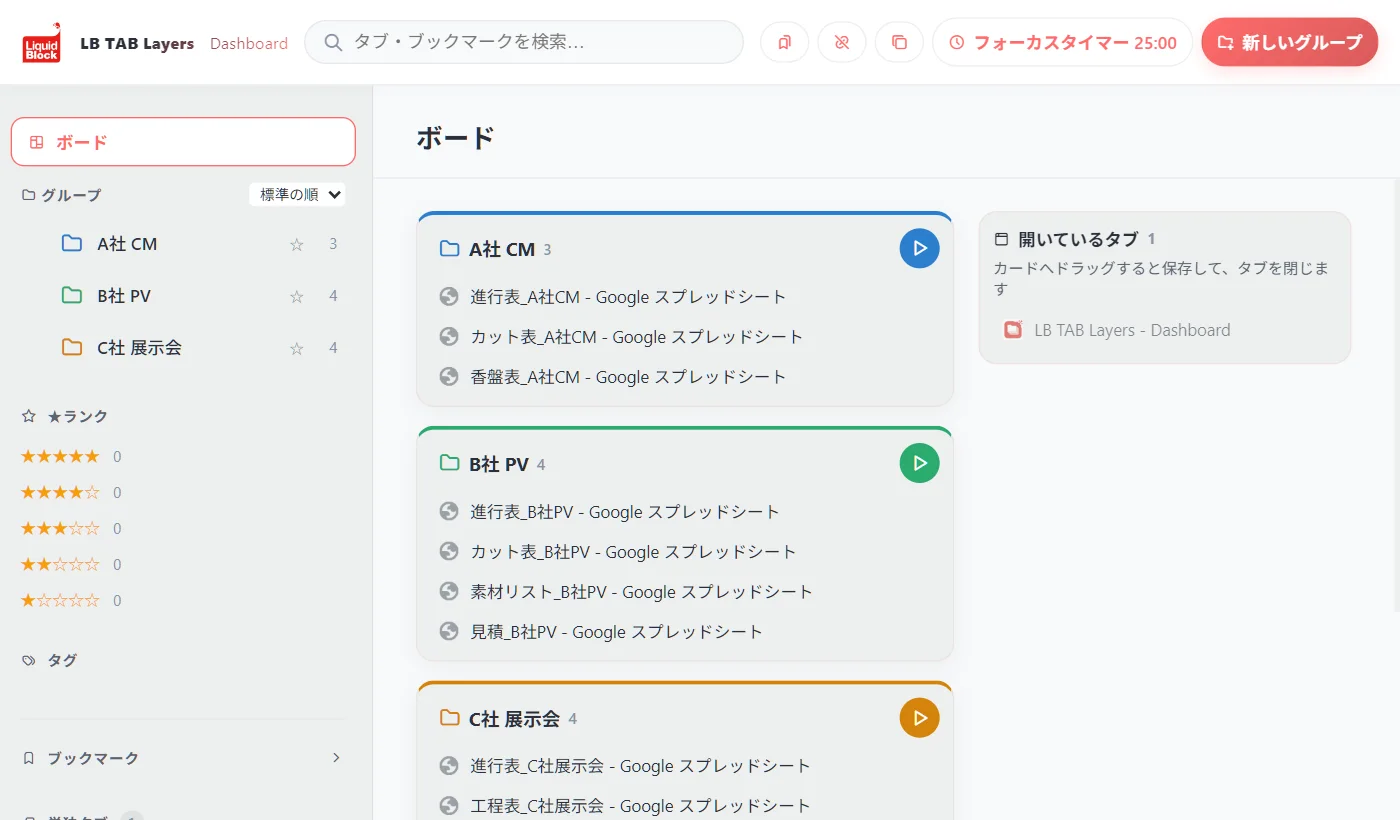 Liquid
Block
LB TAB Layers
Dashboard
タブ・ブックマークを検索...
フォーカスタイマー 25:00
新しいグループ
ボード
グループ
標準の順
A社 CM ☆ 3
B社 PV ☆ 4
C社 展示会 ☆ 4
★ランク
★★★★★ 0
★★★★☆ 0
★★★☆☆ 0
★★☆☆☆ 0
★☆☆☆☆ 0
タグ
ブックマーク
ボード
A社 CM 3
進行表_A社CM - Google スプレッドシート
カット表_A社CM - Google スプレッドシート
香盤表_A社CM - Google スプレッドシート
B社 PV 4
進行表_B社PV - Google スプレッドシート
カット表_B社PV - Google スプレッドシート
素材リスト_B社PV - Google スプレッドシート
見積_B社PV - Google スプレッドシート
C社 展示会 4
進行表_C社展示会 - Google スプレッドシート
工程表_C社展示会 - Google スプレッドシート
開いているタブ 1
カードへドラッグすると保存して、タブを閉じま
す
LB TAB Layers - Dashboard